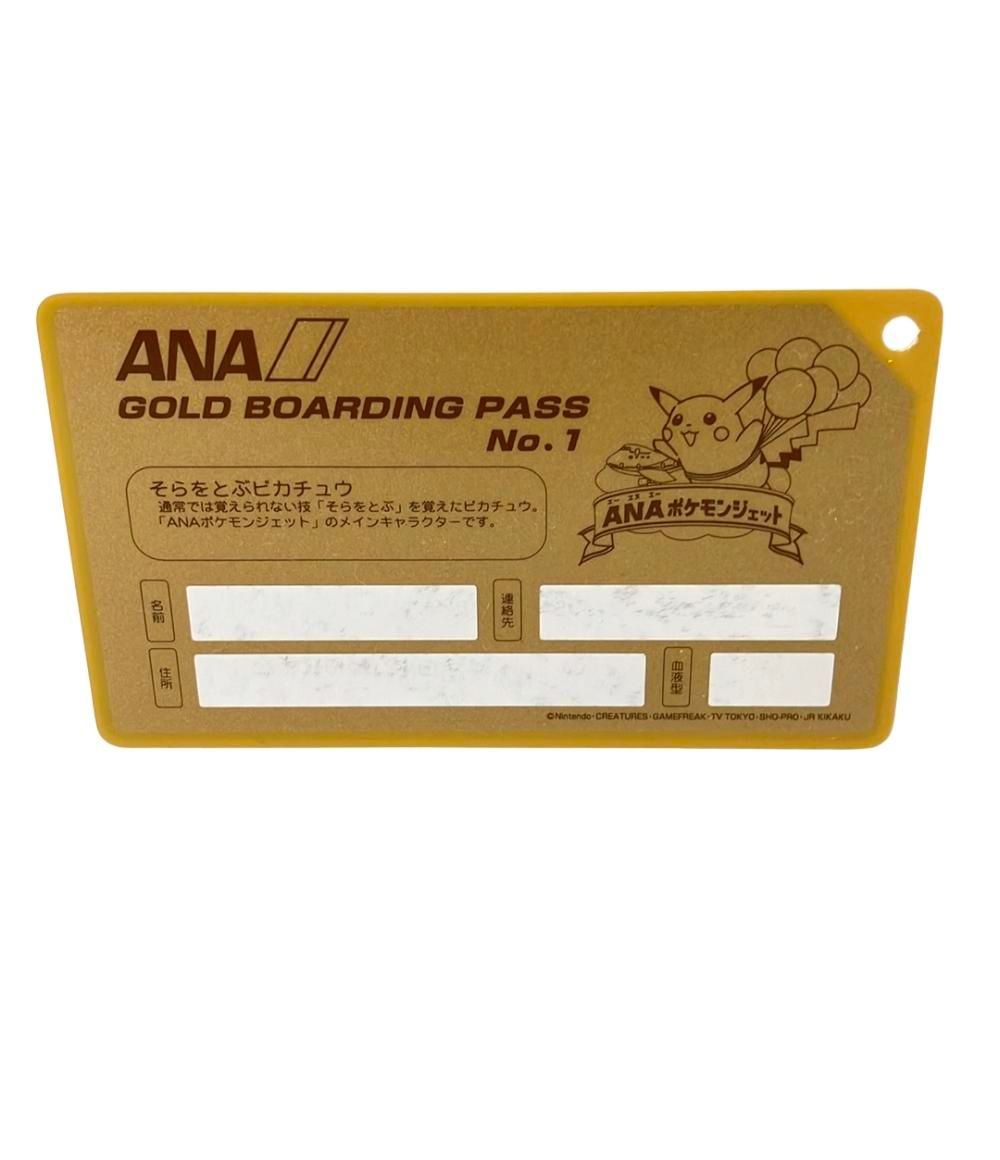 ANA
GOLD BOARDING PASS
No. 1
そらをとぶピカチュウ
通常では覚えられない技「そらをとぶ」を覚えたピカチュウ。
「ANAポケモンジェット」のメインキャラクターです。
エー エヌ エー
ANAポケモンジェット
名前
連絡先
住所
血液型
©Nintendo・CREATURES・GAMEFREAK・TV TOKYO・SHO-PRO・JR KIKAKU